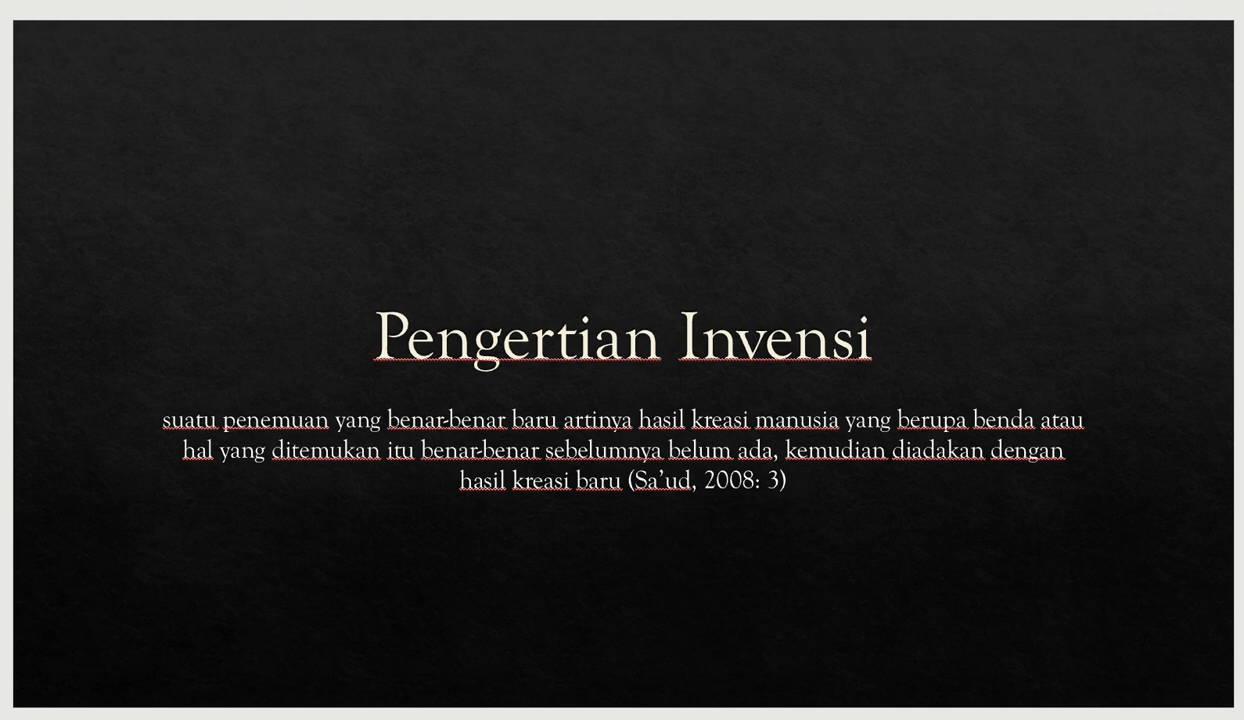 Pengertian Invensi
suatu penemuan yang benar-benar baru artinya hasil kreasi manusia yang berupa benda atau
hal yang ditemukan itu benar-benar sebelumnya belum ada, kemudian diadakan dengan
hasil kreasi baru (Sa’ud, 2008: 3)